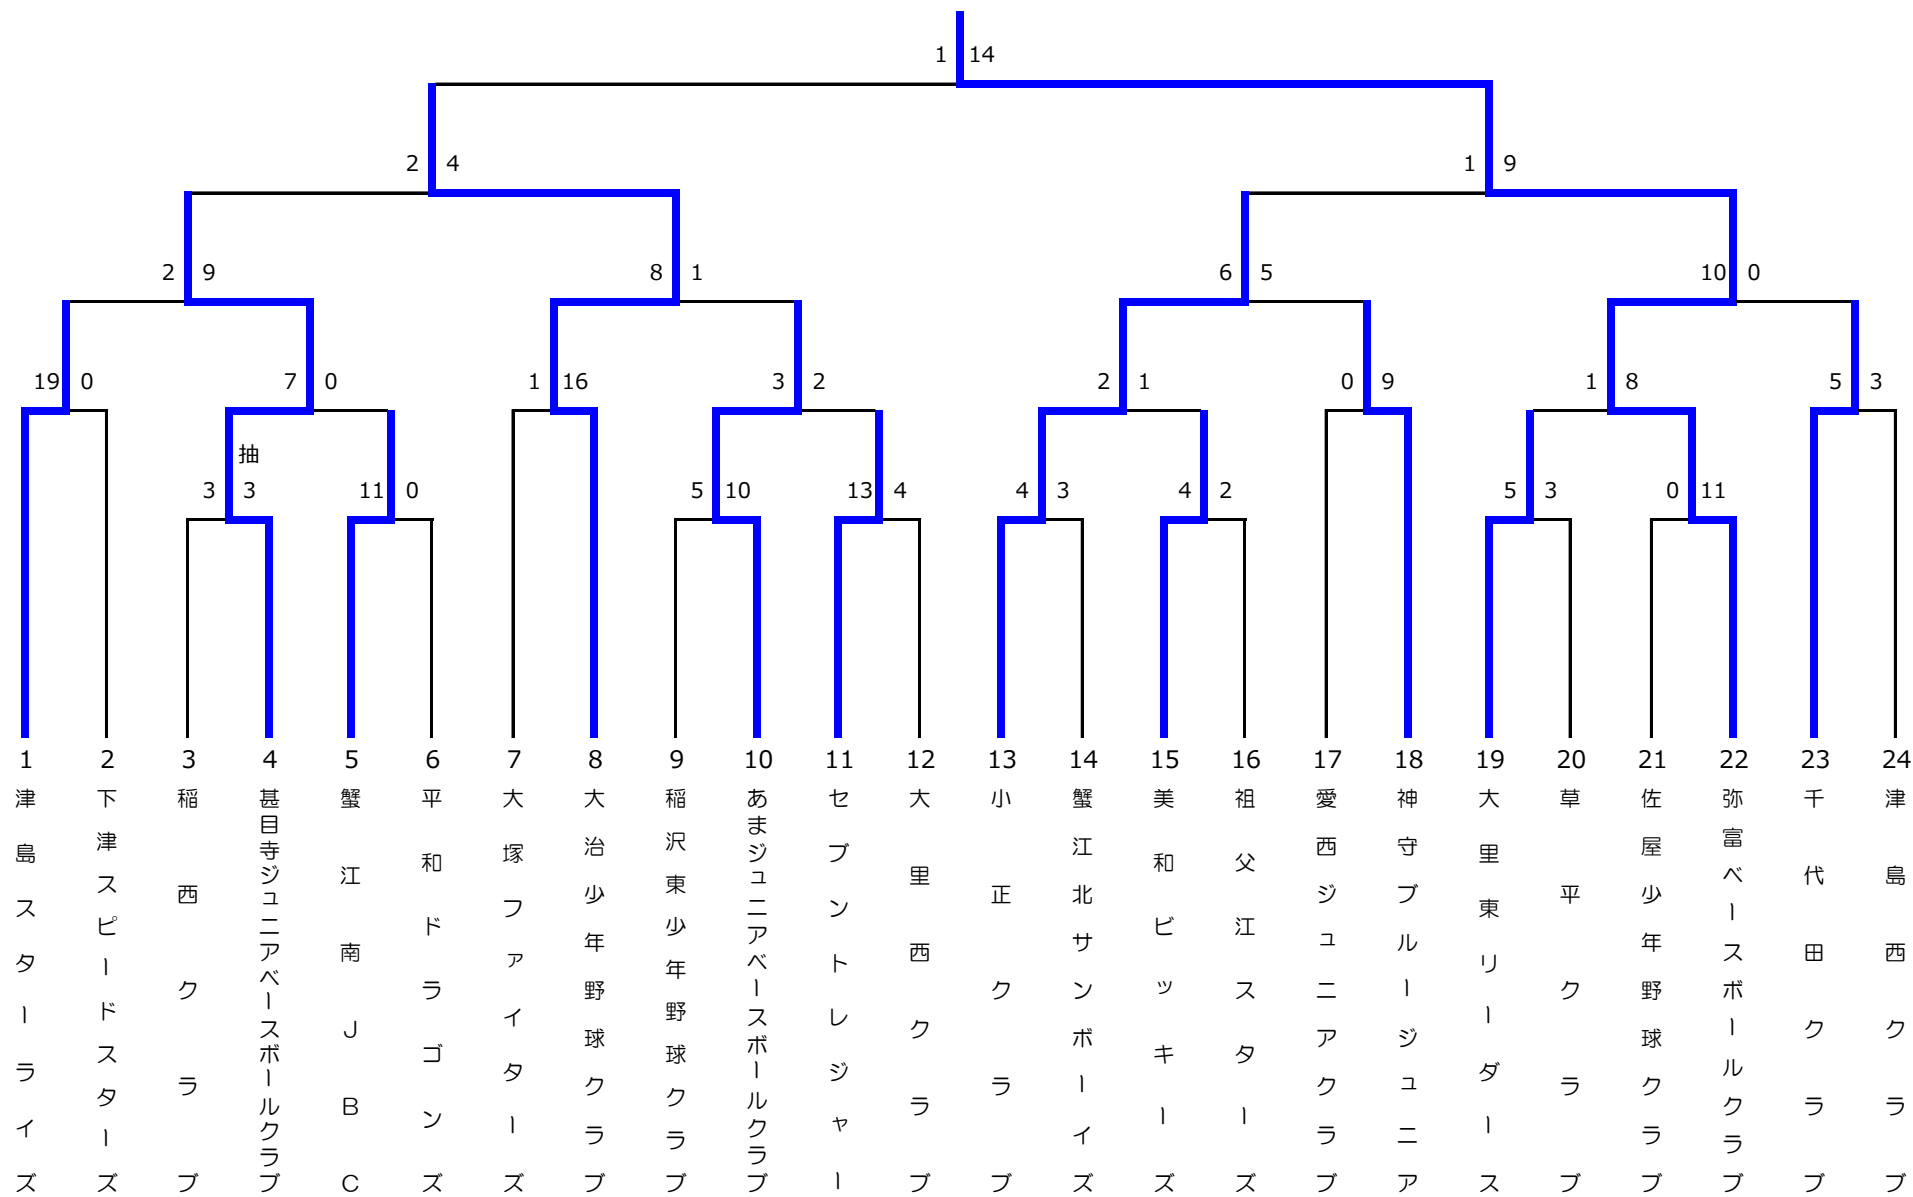 1 14
2 4 1 9
2 9 8 1 6 5 10 0
19 0 7 0 1 16 3 2 2 1 0 9 1 8 5 3
抽
3 3 11 0 5 10 13 4 4 3 4 2 5 3 0 11
1 2 3 4 5 6 7 8 9 10 11 12 13 14 15 16 17 18 19 20 21 22 23 24
津島スターライズ
下津スピードスターズ
稲西クラブ
甚目寺ジュニアベースボールクラブ
蟹江南JBC
平和ドラゴンズ
大塚ファイターズ
大治少年野球クラブ
稲沢東少年野球クラブ
あまジュニアベースボールクラブ
セブントレジャー
大里西クラブ
小正クラブ
蟹江北サンボーイズ
美和ビッキーズ
祖父江スターズ
愛西ジュニアクラブ
神守ブルージュニア
大里東リーダース
草平クラブ
佐屋少年野球クラブ
弥富ベースボールクラブ
千代田クラブ
津島西クラブ